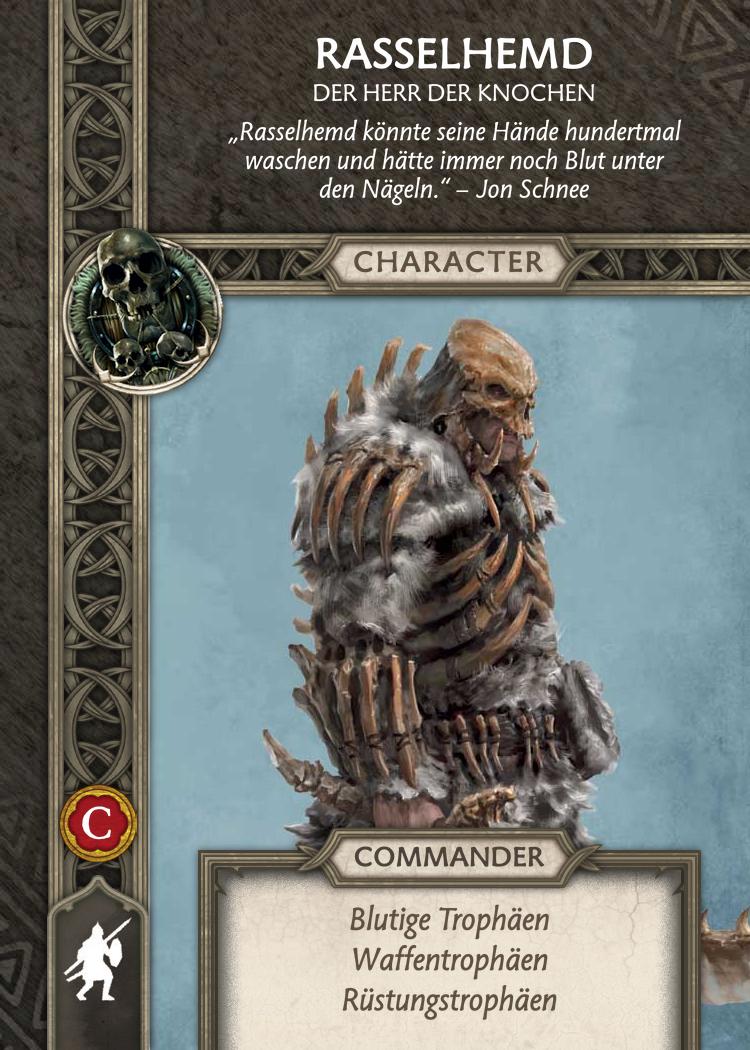 RASSELHEMD
DER HERR DER KNOCHEN
„Rasselhemd könnte seine Hände hundertmal
waschen und hätte immer noch Blut unter
den Nägeln.“ – Jon Schnee
CHARACTER
C
COMMANDER
Blutige Trophäen
Waffentrophäen
Rüstungstrophäen